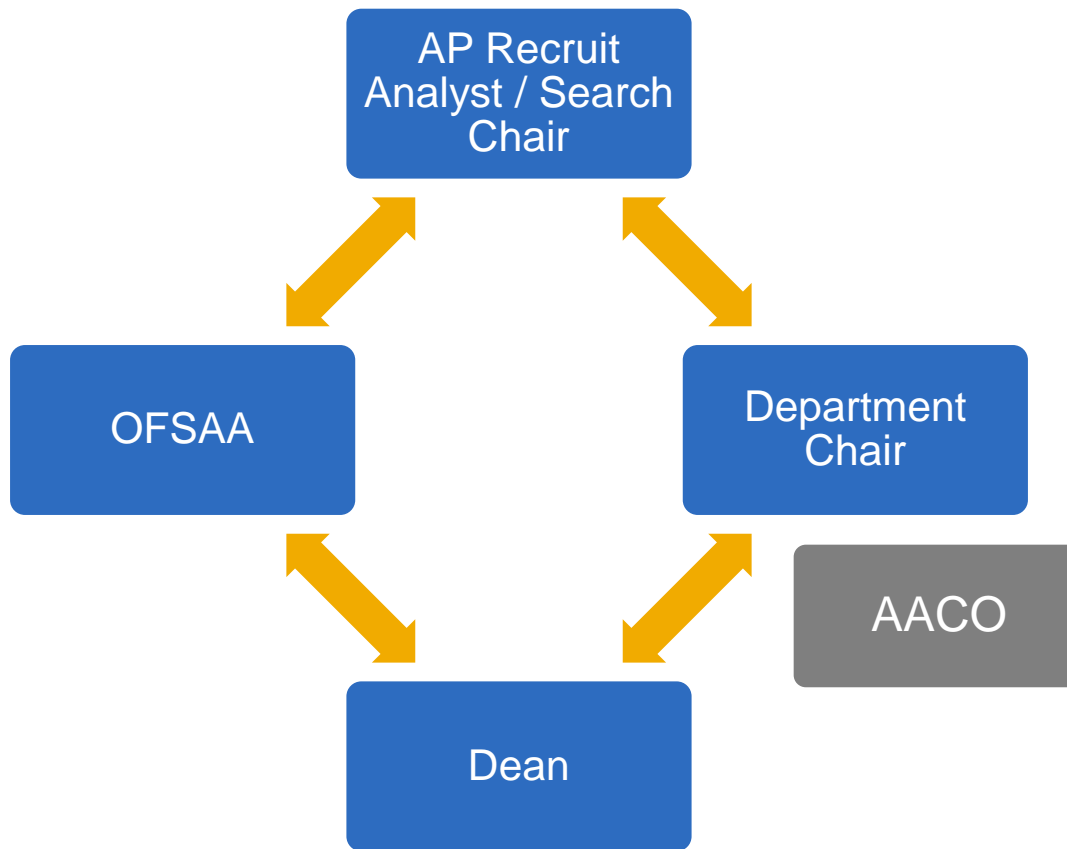 AP Recruit
Analyst / Search
Chair
OFSAA
Department
Chair
AACO
Dean